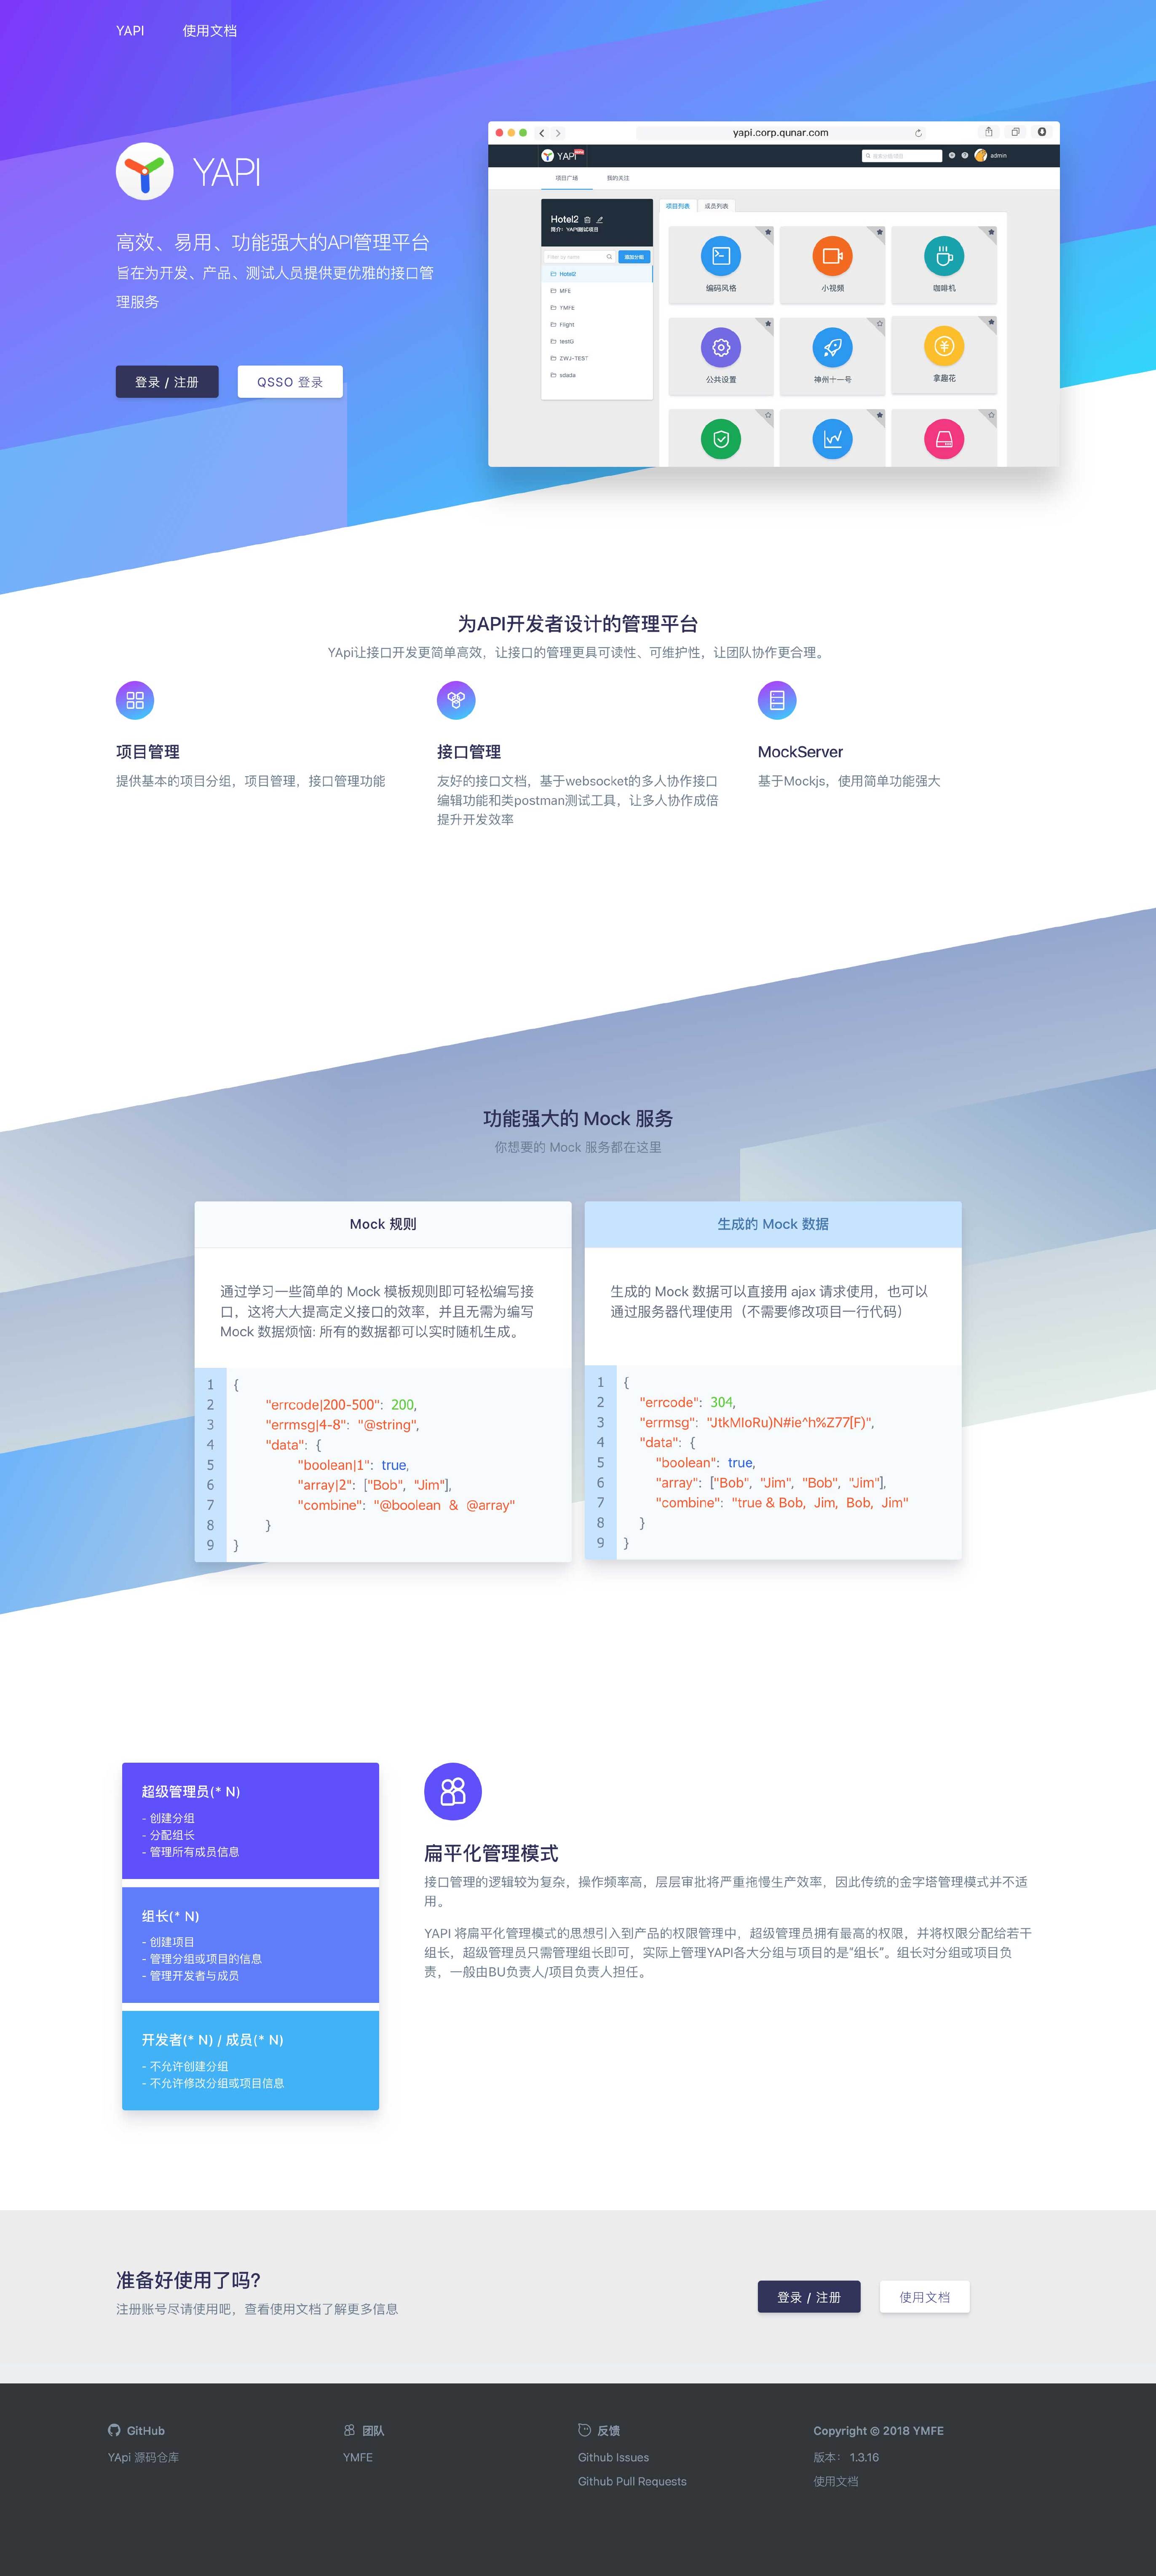 YAPI 使用文档
YAPI
高效、易用、功能强大的API管理平台
旨在为开发、产品、测试人员提供更优雅的接口管
理服务
登录 / 注册 QSSO 登录
yapi.corp.qunar.com
YAPI
admin
项目广场 我的关注
Hotel2
简介：YAPI测试项目
Filter by name 添加分组
Hotel2
MFE
YMFE
Flight
testG
ZWJ-TEST
sdada
项目列表 成员列表
编码风格 小视频 咖啡机
公共设置 神州十一号 拿趣花
为API开发者设计的管理平台
YApi让接口开发更简单高效，让接口的管理更具可读性、可维护性，让团队协作更合理。
项目管理
提供基本的项目分组，项目管理，接口管理功能
接口管理
友好的接口文档，基于websocket的多人协作接口
编辑功能和类postman测试工具，让多人协作成倍
提升开发效率
MockServer
基于Mockjs，使用简单功能强大
功能强大的 Mock 服务
你想要的 Mock 服务都在这里
Mock 规则
通过学习一些简单的 Mock 模板规则即可轻松编写接
口，这将大大提高定义接口的效率，并且无需为编写
Mock 数据烦恼: 所有的数据都可以实时随机生成。
1 {
2 "errcode|200-500": 200,
3 "errmsg|4-8": "@string",
4 "data": {
5 "boolean|1": true,
6 "array|2": ["Bob", "Jim"],
7 "combine": "@boolean & @array"
8 }
9 }
生成的 Mock 数据
生成的 Mock 数据可以直接用 ajax 请求使用，也可以
通过服务器代理使用（不需要修改项目一行代码）
1 {
2 "errcode": 304,
3 "errmsg": "JtkMIoRu)N#ie^h%Z77[F)",
4 "data": {
5 "boolean": true,
6 "array": ["Bob", "Jim", "Bob", "Jim"],
7 "combine": "true & Bob, Jim, Bob, Jim"
8 }
9 }
超级管理员(* N)
- 创建分组
- 分配组长
- 管理所有成员信息
组长(* N)
- 创建项目
- 管理分组或项目的信息
- 管理开发者与成员
开发者(* N) / 成员(* N)
- 不允许创建分组
- 不允许修改分组或项目信息
扁平化管理模式
接口管理的逻辑较为复杂，操作频率高，层层审批将严重拖慢生产效率，因此传统的金字塔管理模式并不适
用。
YAPI 将扁平化管理模式的思想引入到产品的权限管理中，超级管理员拥有最高的权限，并将权限分配给若干
组长，超级管理员只需管理组长即可，实际上管理YAPI各大分组与项目的是“组长”。组长对分组或项目负
责，一般由BU负责人/项目负责人担任。
准备好使用了吗?
注册账号尽请使用吧，查看使用文档了解更多信息
登录 / 注册 使用文档
GitHub
YApi 源码仓库
团队
YMFE
反馈
Github Issues
Github Pull Requests
Copyright © 2018 YMFE
版本： 1.3.16
使用文档